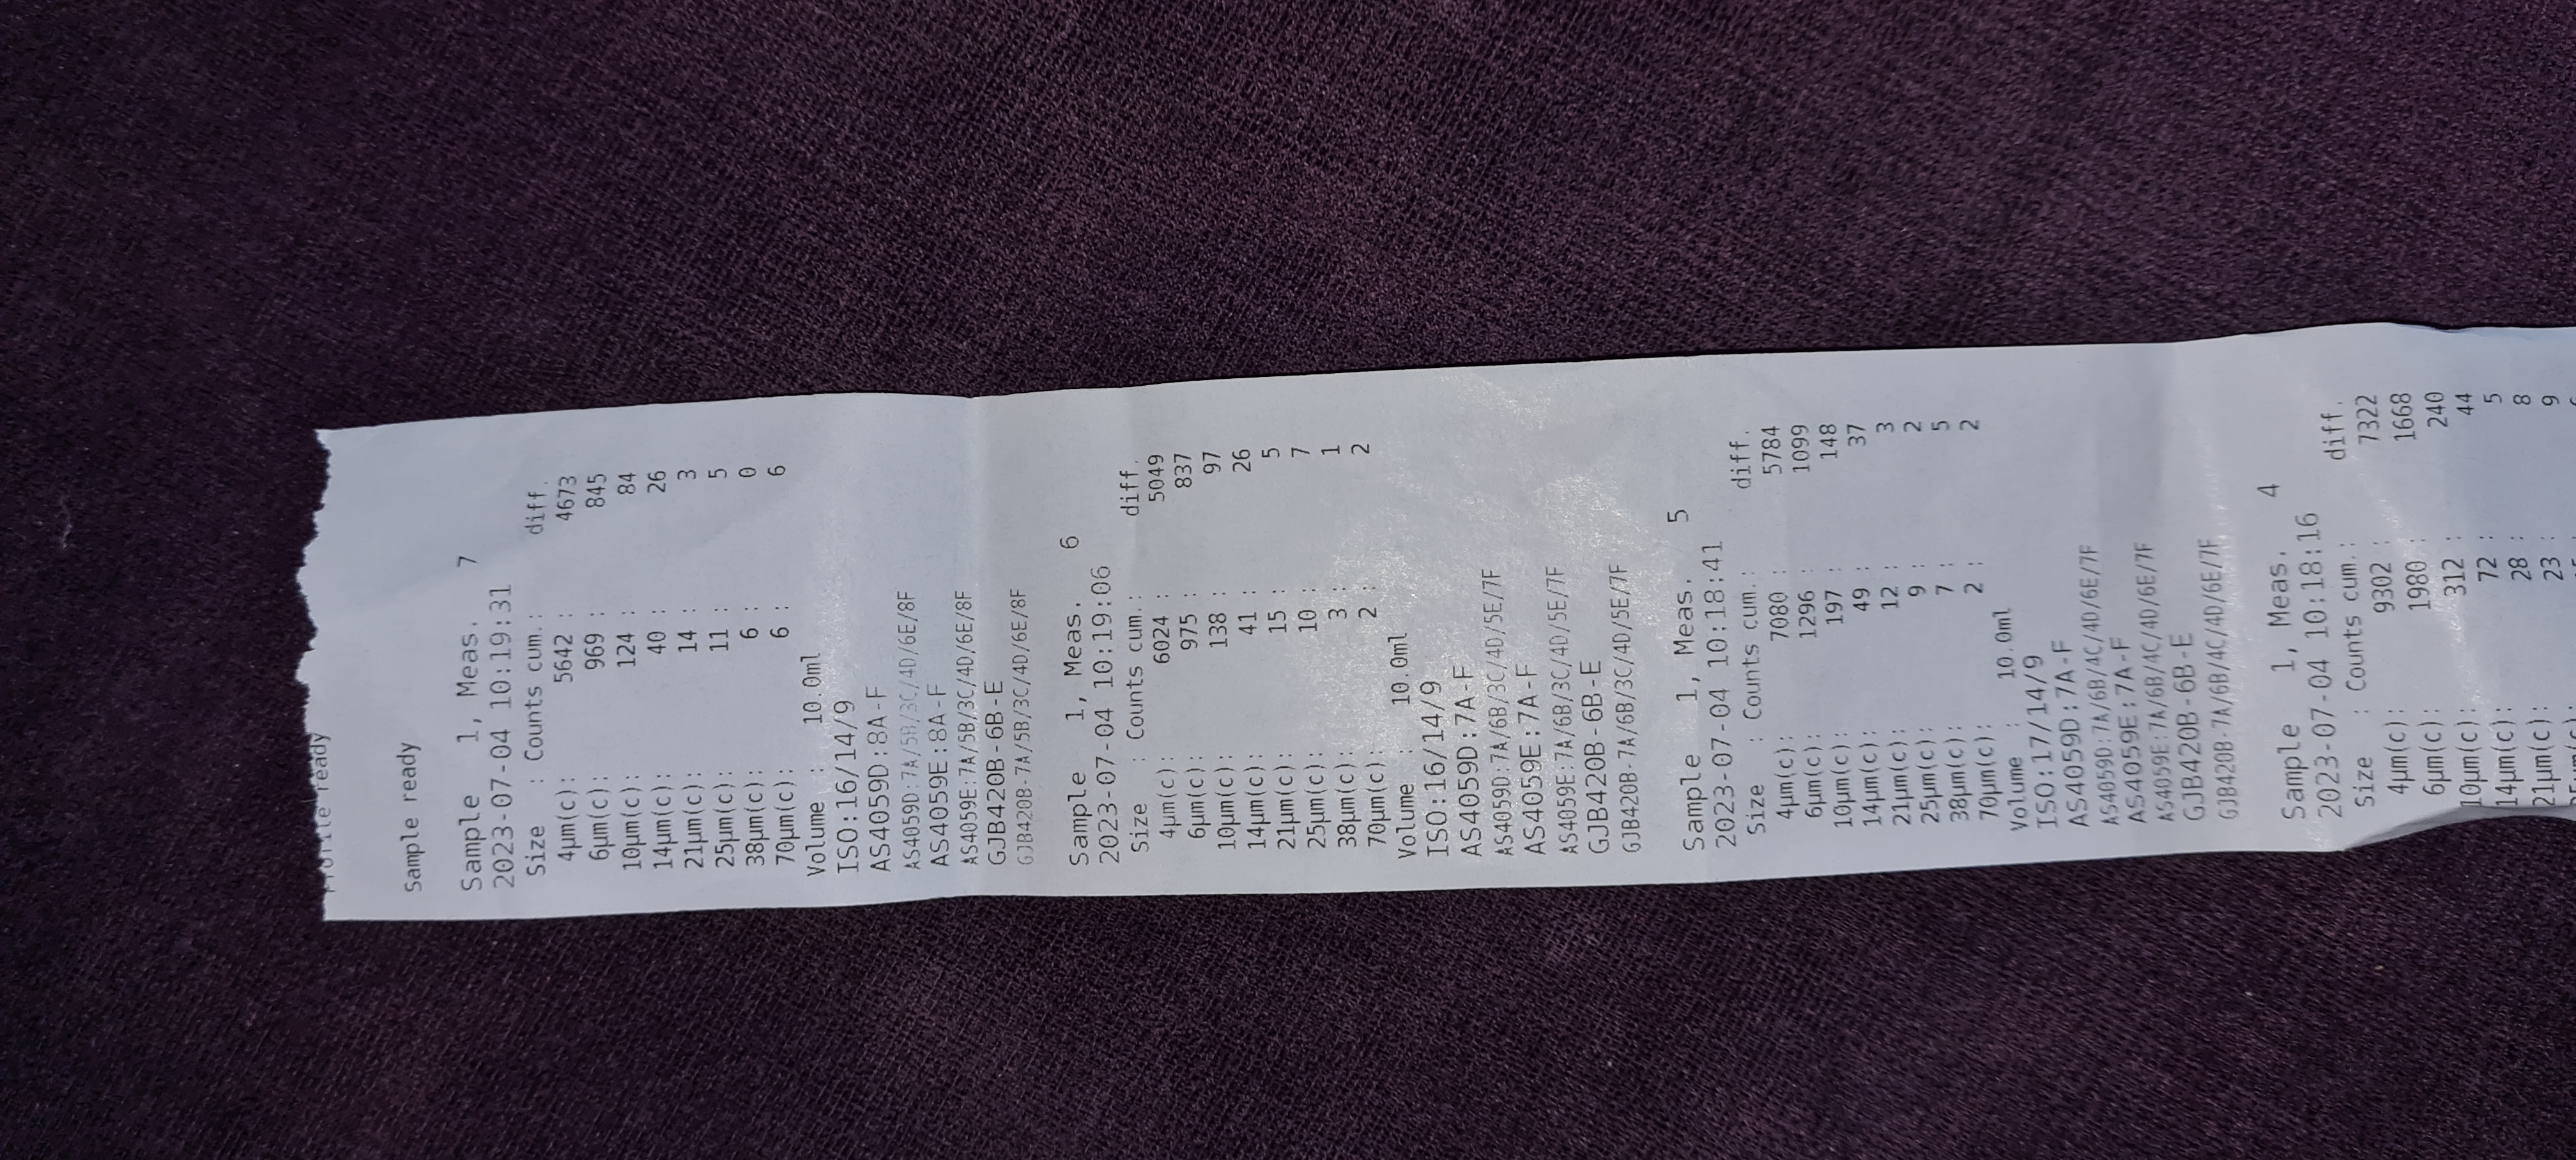 Profile ready
Sample ready
Sample 1, Meas. 7
2023-07-04 10:19:31
Size : Counts cum.: diff.
4µm(c): 5642 : 4673
6µm(c): 969 : 845
10µm(c): 124 : 84
14µm(c): 40 : 26
21µm(c): 14 : 3
25µm(c): 11 : 5
38µm(c): 6 : 0
70µm(c): 6 : 6
Volume : 10.0ml
ISO:16/14/9
AS4059D:8A-F
AS4059D:7A/5B/3C/4D/6E/8F
AS4059E:8A-F
AS4059E:7A/5B/3C/4D/6E/8F
GJB420B-6B-E
GJB420B-7A/5B/3C/4D/6E/8F
Sample 1, Meas. 6
2023-07-04 10:19:06
Size : Counts cum.: diff.
4µm(c): 6024 : 5049
6µm(c): 975 : 837
10µm(c): 138 : 97
14µm(c): 41 : 26
21µm(c): 15 : 5
25µm(c): 10 : 7
38µm(c): 3 : 1
70µm(c): 2 : 2
Volume : 10.0ml
ISO:16/14/9
AS4059D:7A-F
AS4059D:7A/6B/3C/4D/5E/7F
AS4059E:7A-F
AS4059E:7A/6B/3C/4D/5E/7F
GJB420B-6B-E
GJB420B-7A/6B/3C/4D/5E/7F
Sample 1, Meas. 5
2023-07-04 10:18:41
Size : Counts cum.: diff.
4µm(c): 7080 : 5784
6µm(c): 1296 : 1099
10µm(c): 197 : 148
14µm(c): 49 : 37
21µm(c): 12 : 3
25µm(c): 9 : 2
38µm(c): 7 : 5
70µm(c): 2 : 2
Volume : 10.0ml
ISO:17/14/9
AS4059D:7A-F
AS4059D:7A/6B/4C/4D/6E/7F
AS4059E:7A-F
AS4059E:7A/6B/4C/4D/6E/7F
GJB420B-6B-E
GJB420B-7A/6B/4C/4D/6E/7F
Sample 1, Meas. 4
2023-07-04 10:18:16
Size : Counts cum.: diff.
4µm(c): 9302 : 7322
6µm(c): 1980 : 1668
10µm(c): 312 : 240
14µm(c): 72 : 44
21µm(c): 28 : 5
23 : 8
9